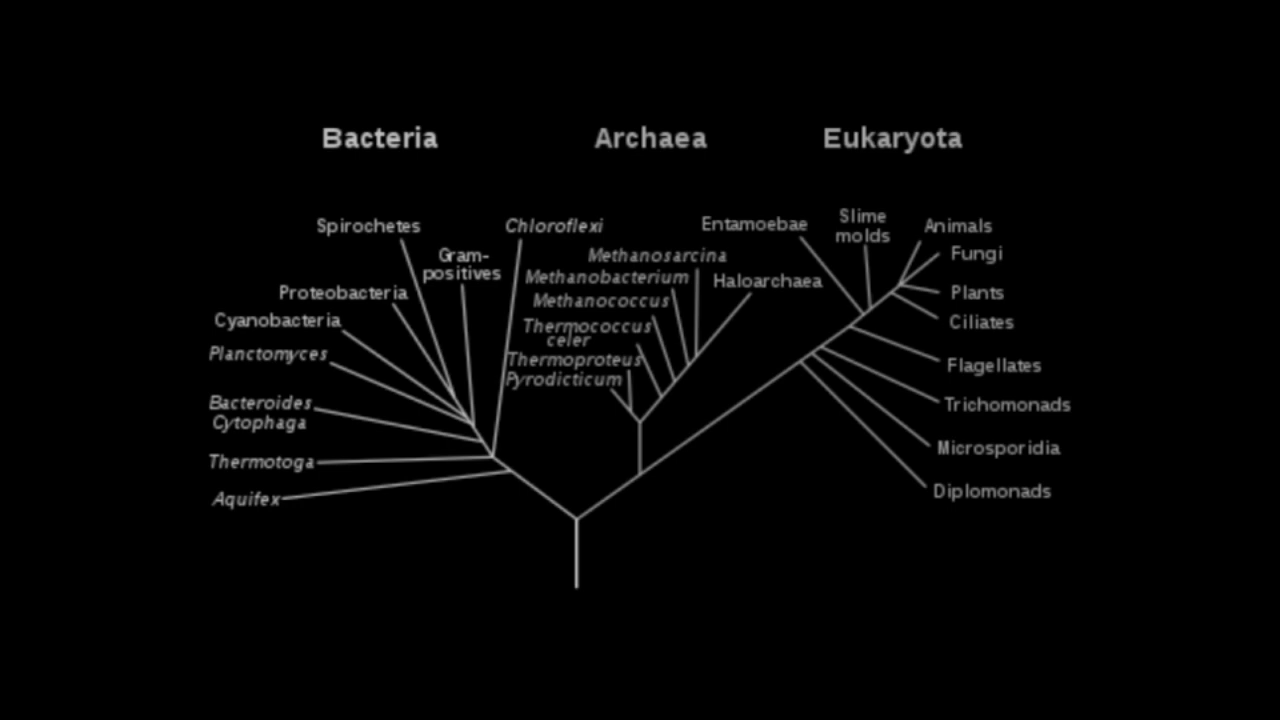 Bacteria Archaea Eukaryota
Spirochetes
Gram-
positives
Chloroflexi
Proteobacteria
Cyanobacteria
Planctomyces
Bacteroides
Cytophaga
Thermotoga
Aquifex
Methanosarcina
Methanobacterium
Methanococcus
Thermococcus
celer
Thermoproteus
Pyrodicticum
Haloarchaea
Entamoebae
Slime
molds
Animals
Fungi
Plants
Ciliates
Flagellates
Trichomonads
Microsporidia
Diplomonads